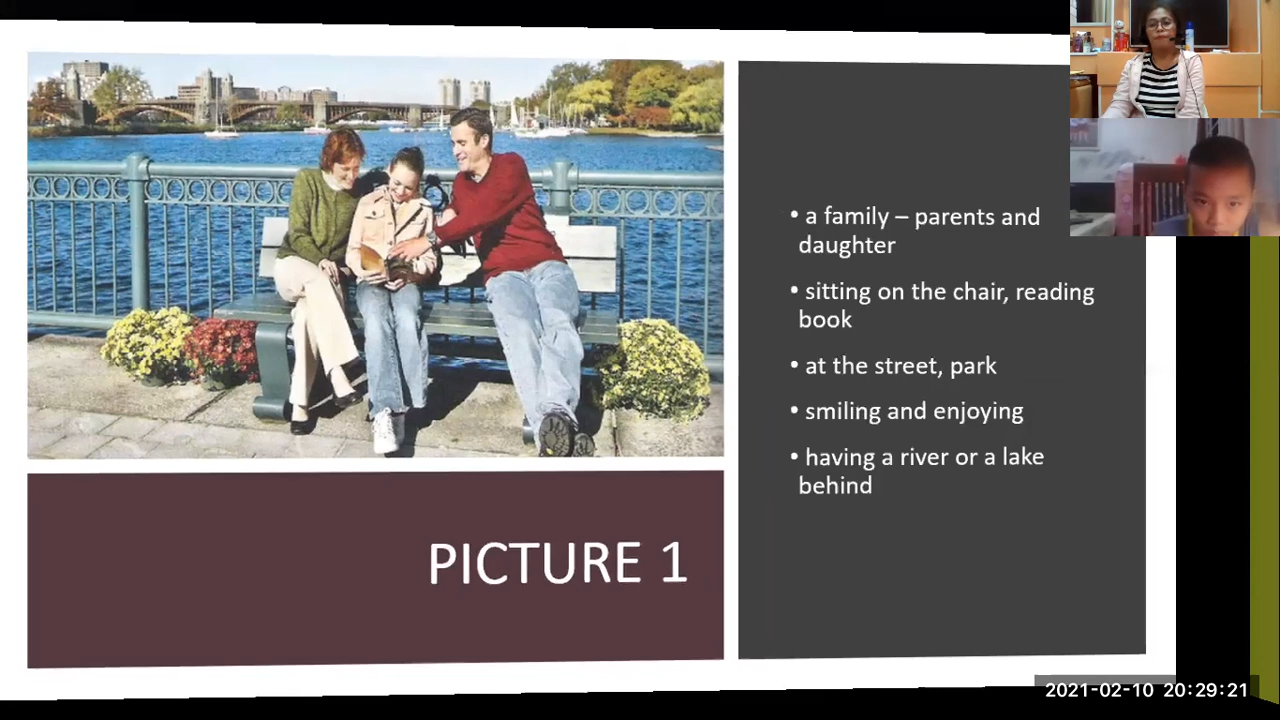 • a family – parents and
daughter
• sitting on the chair, reading
book
• at the street, park
• smiling and enjoying
• having a river or a lake
behind
PICTURE 1
2021-02-10 20:29:21